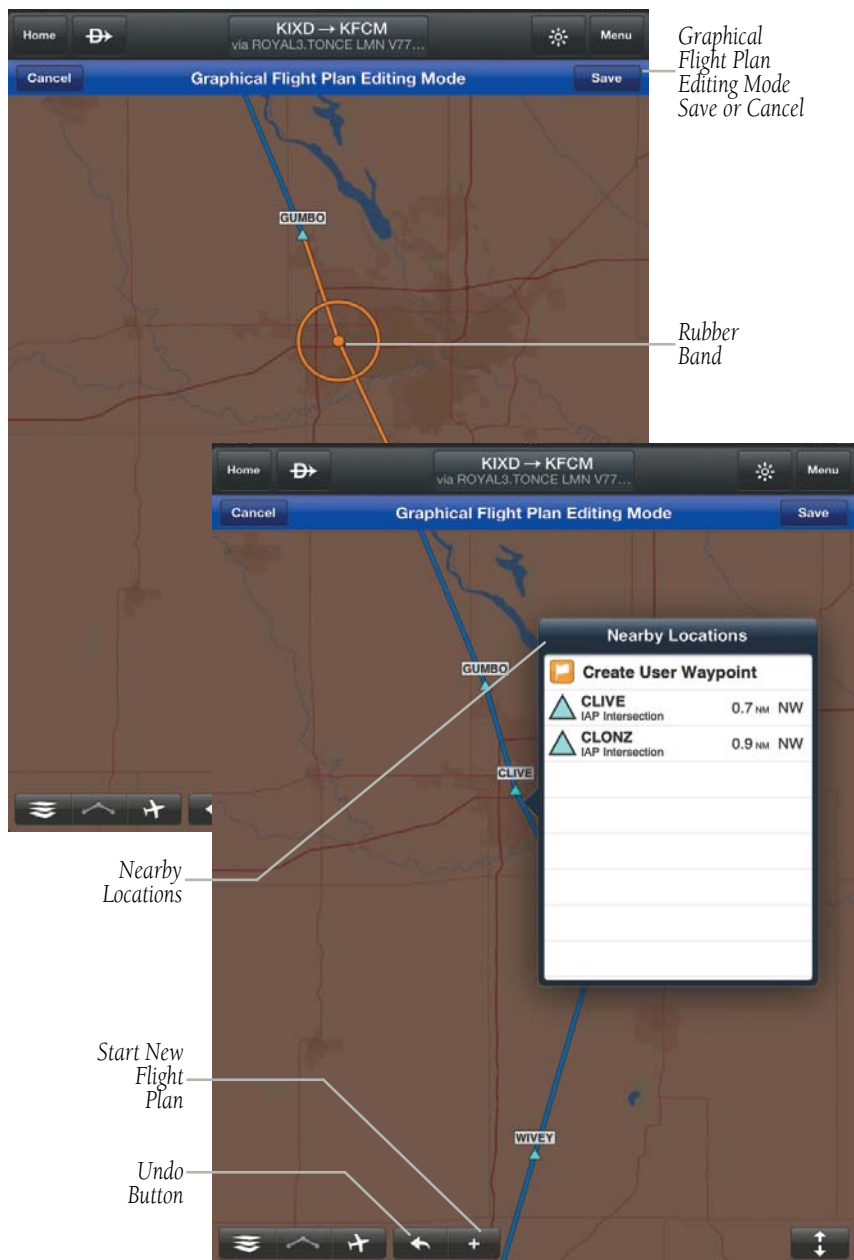 Home
KIXD → KFCM
via ROYAL3.TONCE LMN V77...
Menu
Cancel
Graphical Flight Plan Editing Mode
Save
Graphical
Flight Plan
Editing Mode
Save or Cancel
GUMBO
Rubber
Band
Home
KIXD → KFCM
via ROYAL3.TONCE LMN V77...
Menu
Cancel
Graphical Flight Plan Editing Mode
Save
Nearby Locations
Create User Waypoint
CLIVE
IAP Intersection
0.7 NM NW
CLONZ
IAP Intersection
0.9 NM NW
GUMBO
CLIVE
Nearby
Locations
Start New
Flight
Plan
WIVEY
Undo
Button